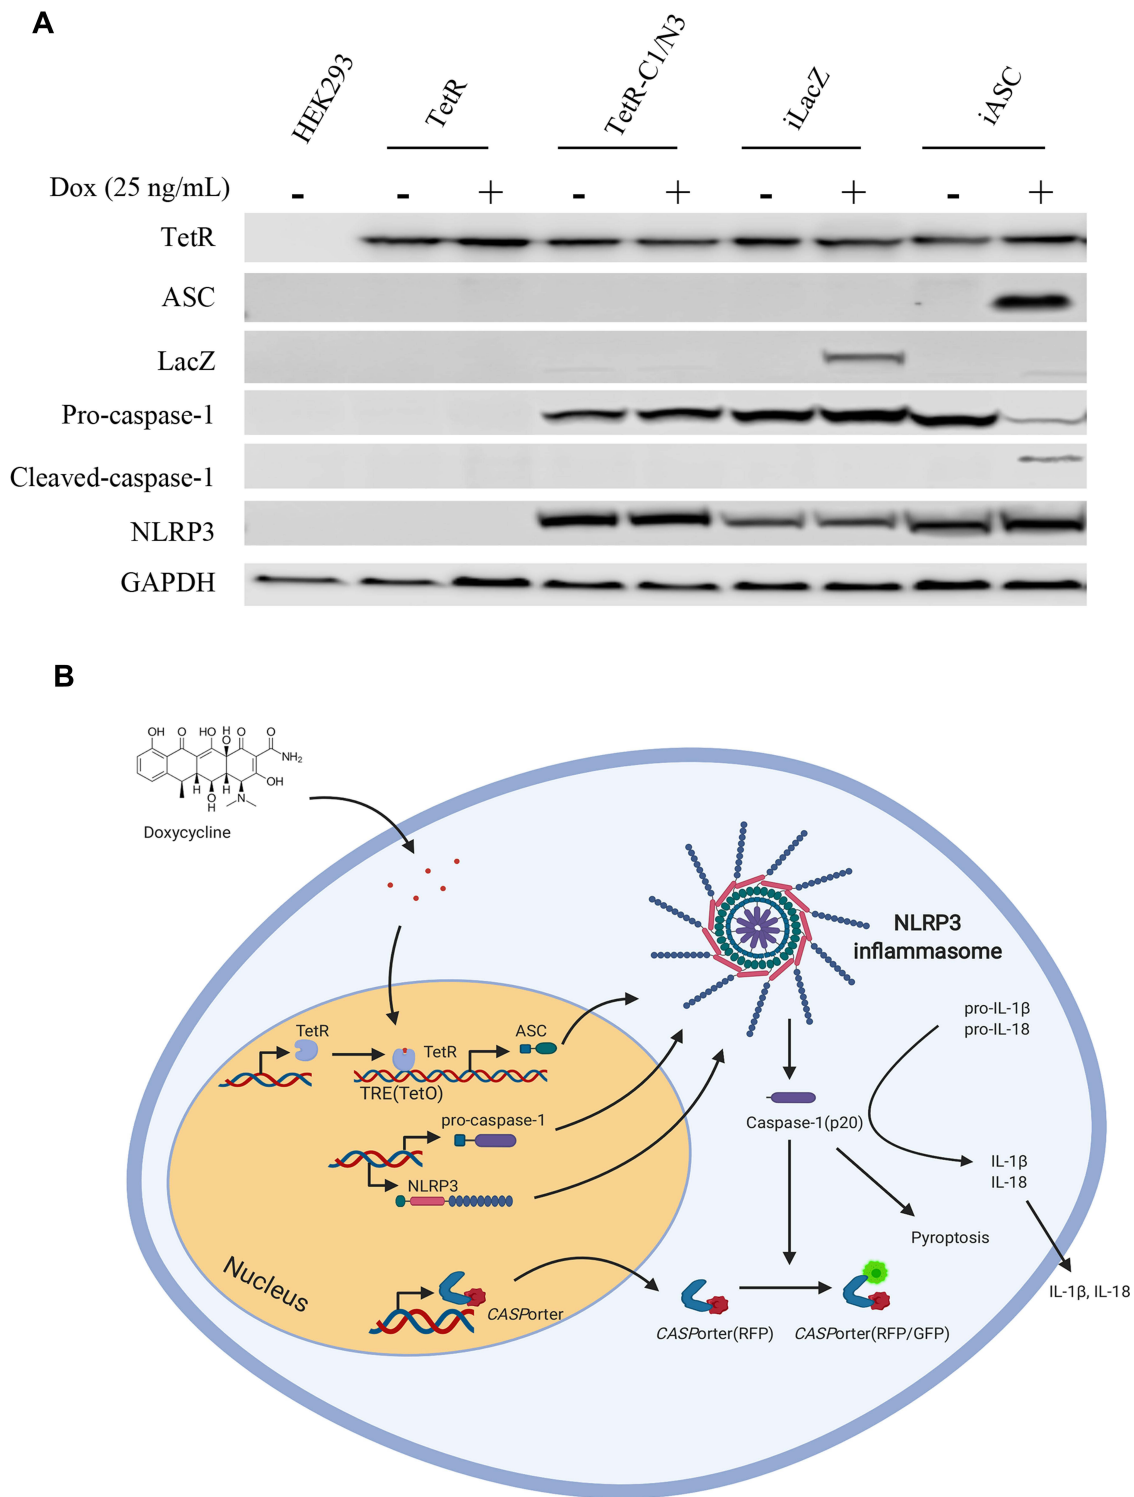 A
HEK293
TetR
TetR-C1/N3
iLacZ
iASC
Dox (25 ng/mL)
- - + - + - + - +
TetR
ASC
LacZ
Pro-caspase-1
Cleaved-caspase-1
NLRP3
GAPDH
B
OH O HO H OH O O
NH2
OH
H H
OH N
Doxycycline
NLRP3
inflammasome
pro-IL-1β
pro-IL-18
TetR
TetR
ASC
TRE(TetO)
pro-caspase-1
Caspase-1(p20)
NLRP3
IL-1β
IL-18
Pyroptosis
Nucleus
CASPorter
IL-1β, IL-18
CASPorter(RFP)
CASPorter(RFP/GFP)